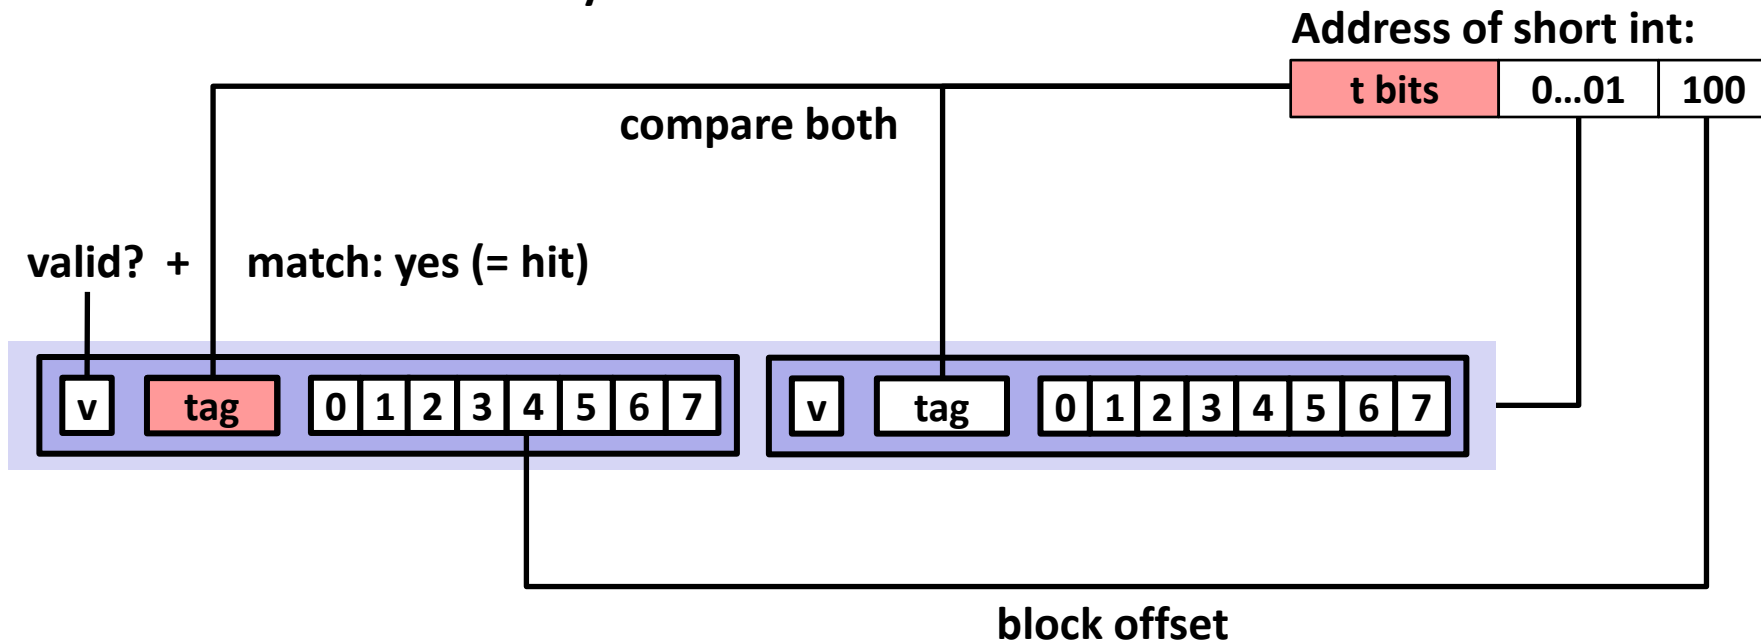 Address of short int:
t bits 0...01 100
compare both
valid? + match: yes (= hit)
v tag 0 1 2 3 4 5 6 7 v tag 0 1 2 3 4 5 6 7
block offset